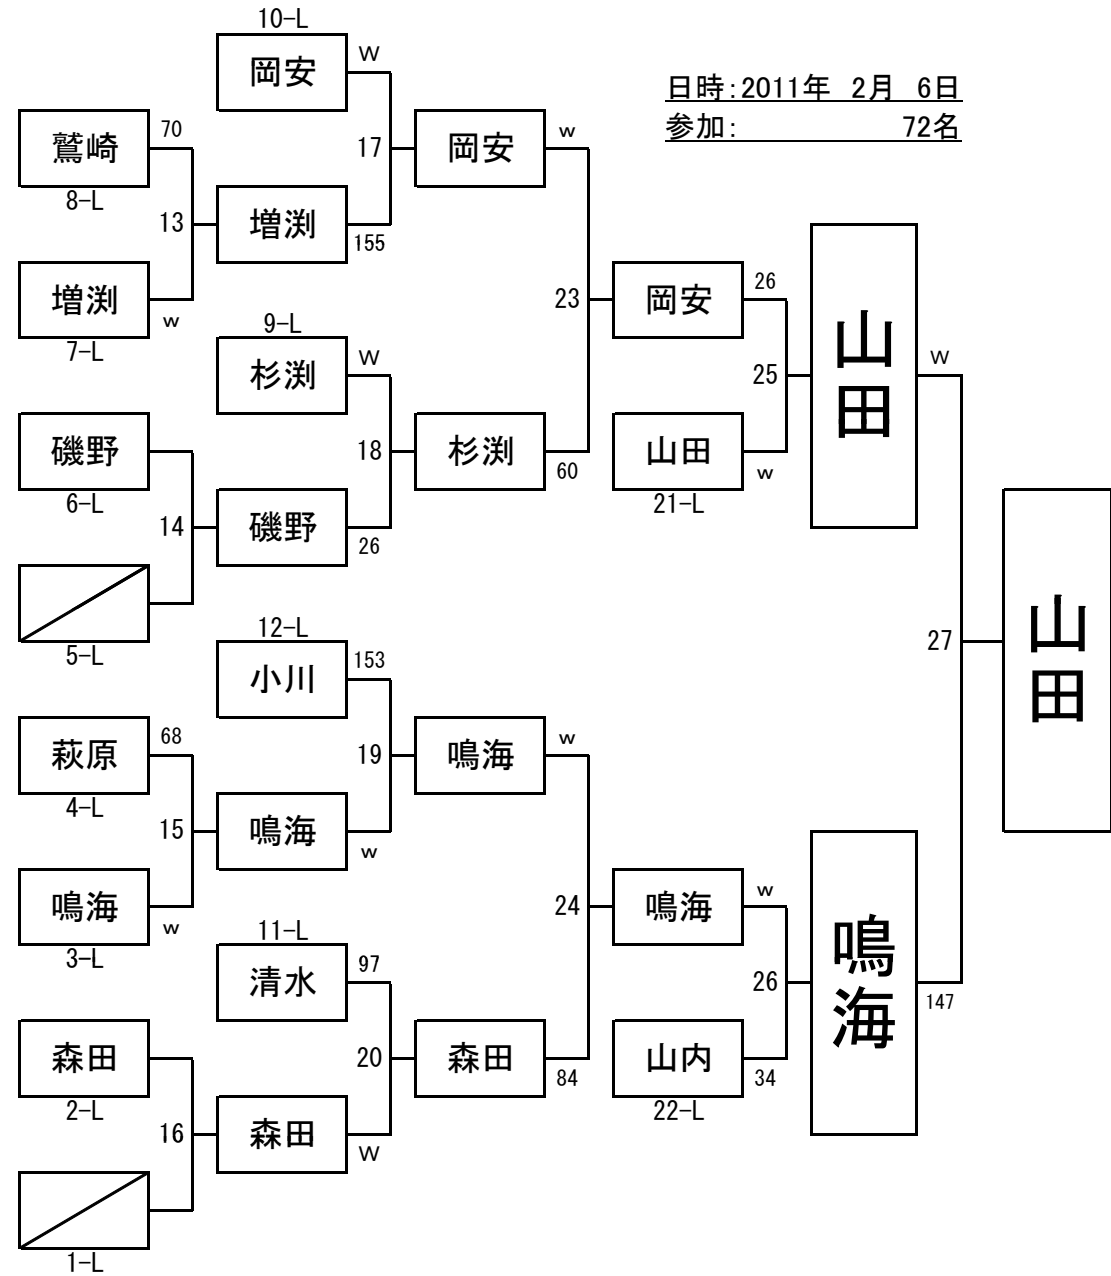 10-L
岡安
W
日時:2011年 2月 6日
参加: 72名
鷲崎
70
8-L
17
岡安
w
13
増渕
155
増渕
w
7-L
9-L
杉渕
W
23
岡安
26
山田
W
25
磯野
6-L
18
杉渕
60
山田
w
21-L
14
磯野
26
5-L
12-L
小川
153
27
山田
萩原
68
4-L
19
鳴海
w
15
鳴海
w
鳴海
w
3-L
11-L
清水
97
24
鳴海
w
鳴海
147
26
森田
2-L
20
森田
84
山内
34
22-L
16
森田
W
1-L